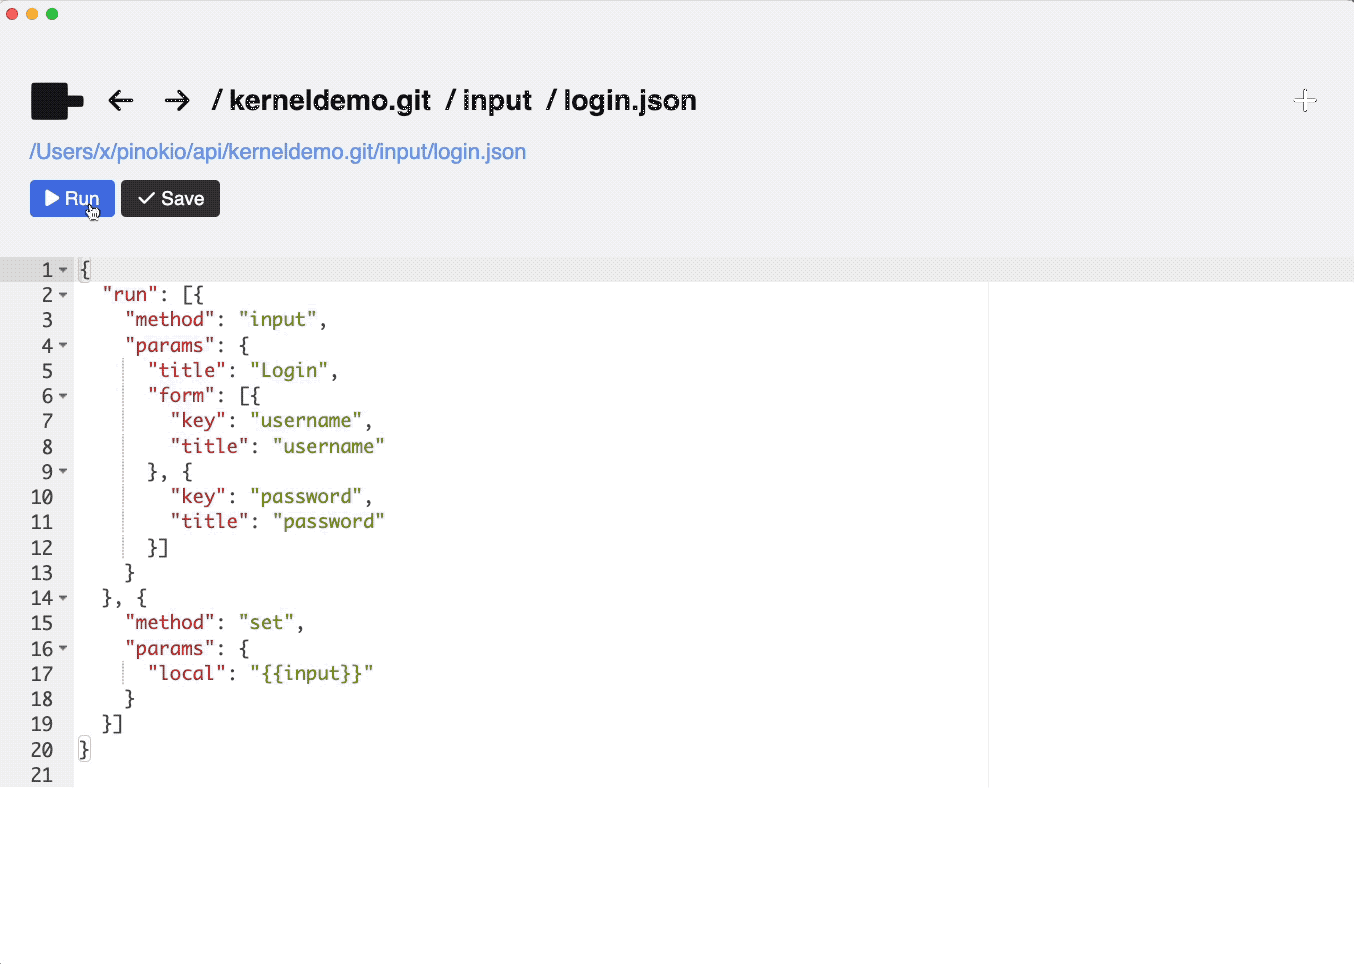 / kerneldemo.git / input / login.json
/Users/x/pinokio/api/kerneldemo.git/input/login.json
Run Save
1 {
2 "run": [{
3 "method": "input",
4 "params": {
5 "title": "Login",
6 "form": [{
7 "key": "username",
8 "title": "username"
9 }, {
10 "key": "password",
11 "title": "password"
12 }]
13 }
14 }, {
15 "method": "set",
16 "params": {
17 "local": "{{input}}"
18 }
19 }]
20 }
21